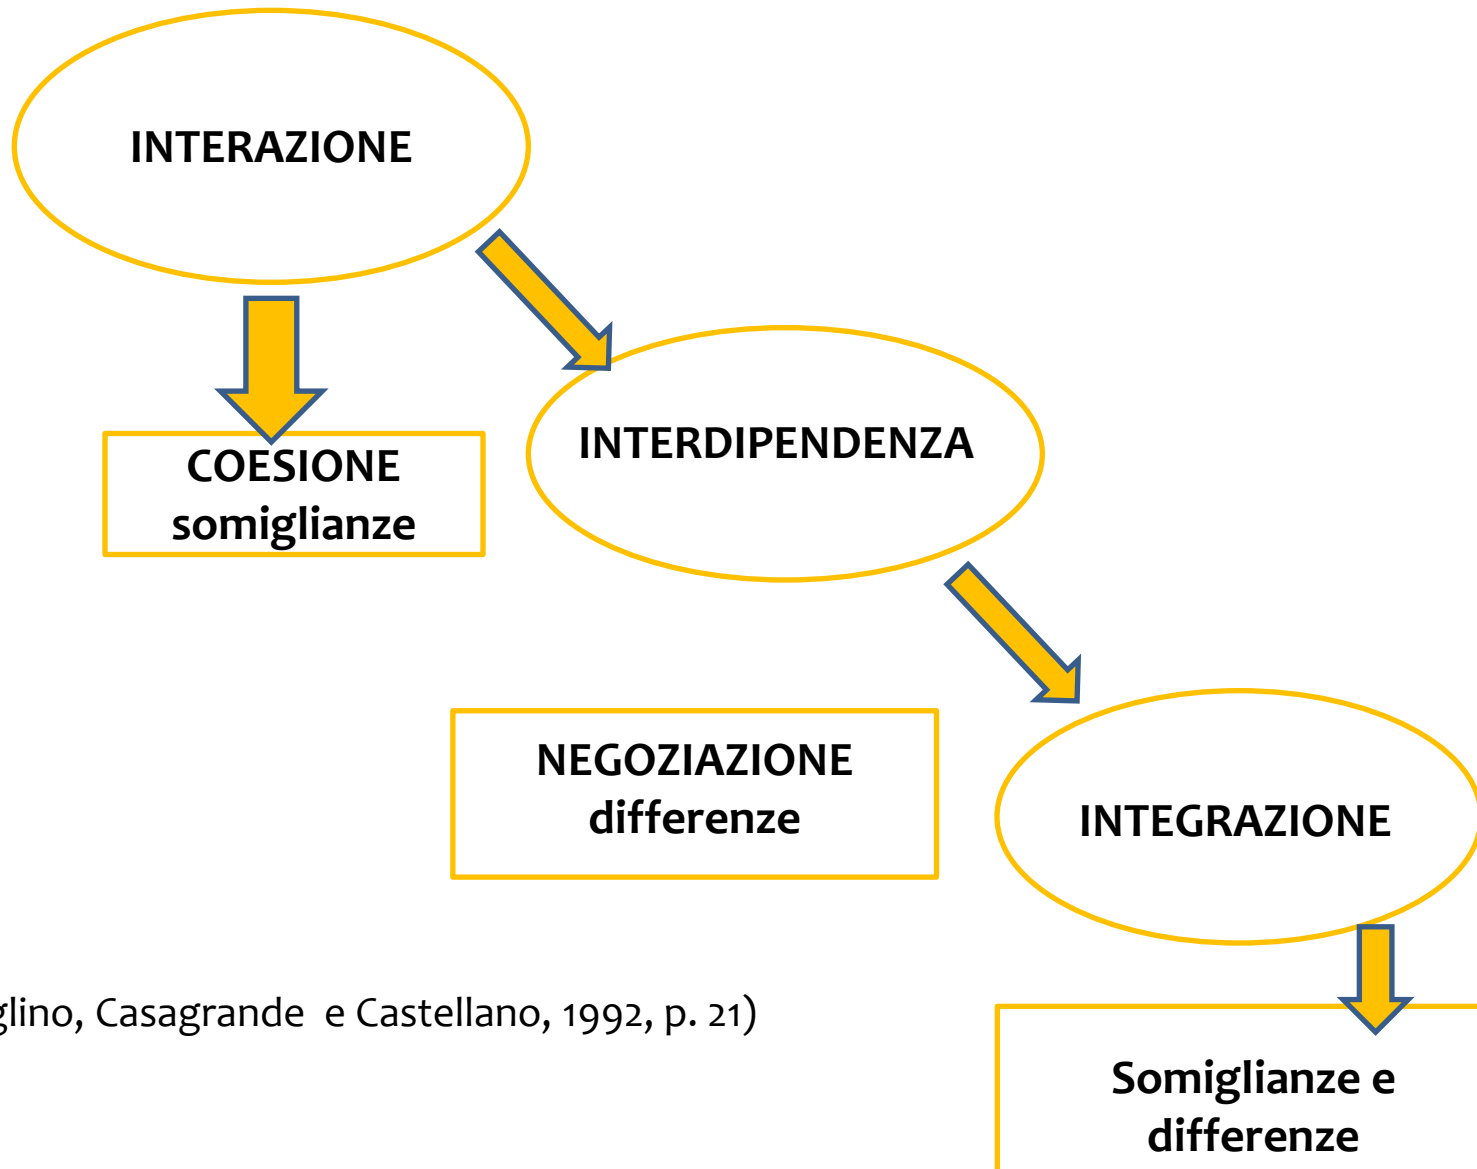 INTERAZIONE
COESIONE
somiglianze
INTERDIPENDENZA
NEGOZIAZIONE
differenze
INTEGRAZIONE
Casagrande e Castellano, 1992, p. 21)
Somiglianze e
differenze